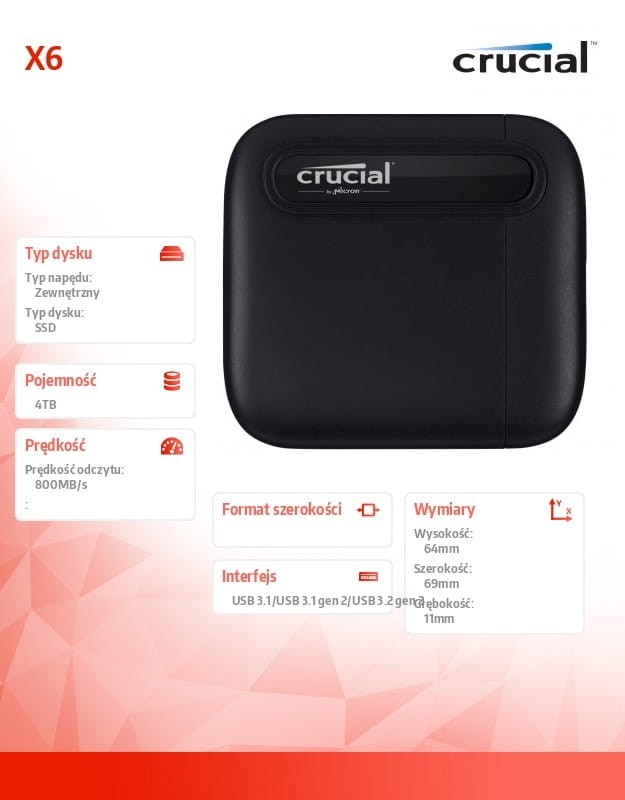 X6
crucial™
crucial®
by Micron®
Typ dysku
Typ napędu:
Zewnętrzny
Typ dysku:
SSD
Pojemność
4TB
Prędkość
Prędkość odczytu:
800MB/s
:
Format szerokości
Interfejs
USB 3.1/USB 3.1 gen 2/USB 3.2 gen 2
Wymiary
Y
X
Wysokość:
64mm
Szerokość:
69mm
Głębokość:
11mm